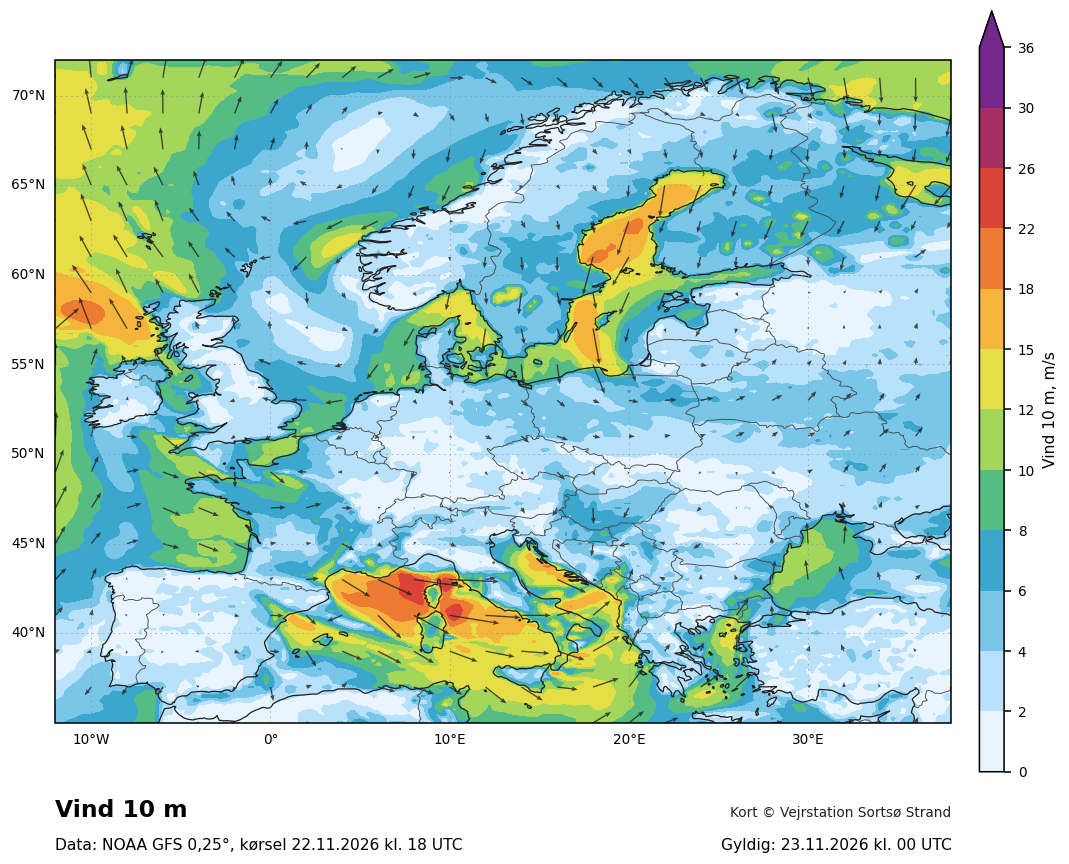 36
30
26
22
18
15
12
10
8
6
4
2
0
Vind 10 m, m/s
70°N
65°N
60°N
55°N
50°N
45°N
40°N
10°W
0°
10°E
20°E
30°E
Vind 10 m
Kort © Vejrstation Sortsø Strand
Data: NOAA GFS 0,25°, kørsel 22.11.2026 kl. 18 UTC
Gyldig: 23.11.2026 kl. 00 UTC